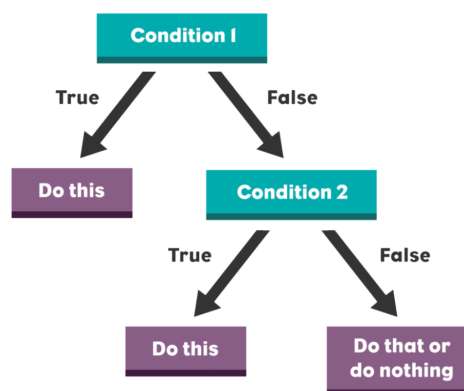 Condition 1
True
False
Do this
Condition 2
True
False
Do this
Do that or
do nothing